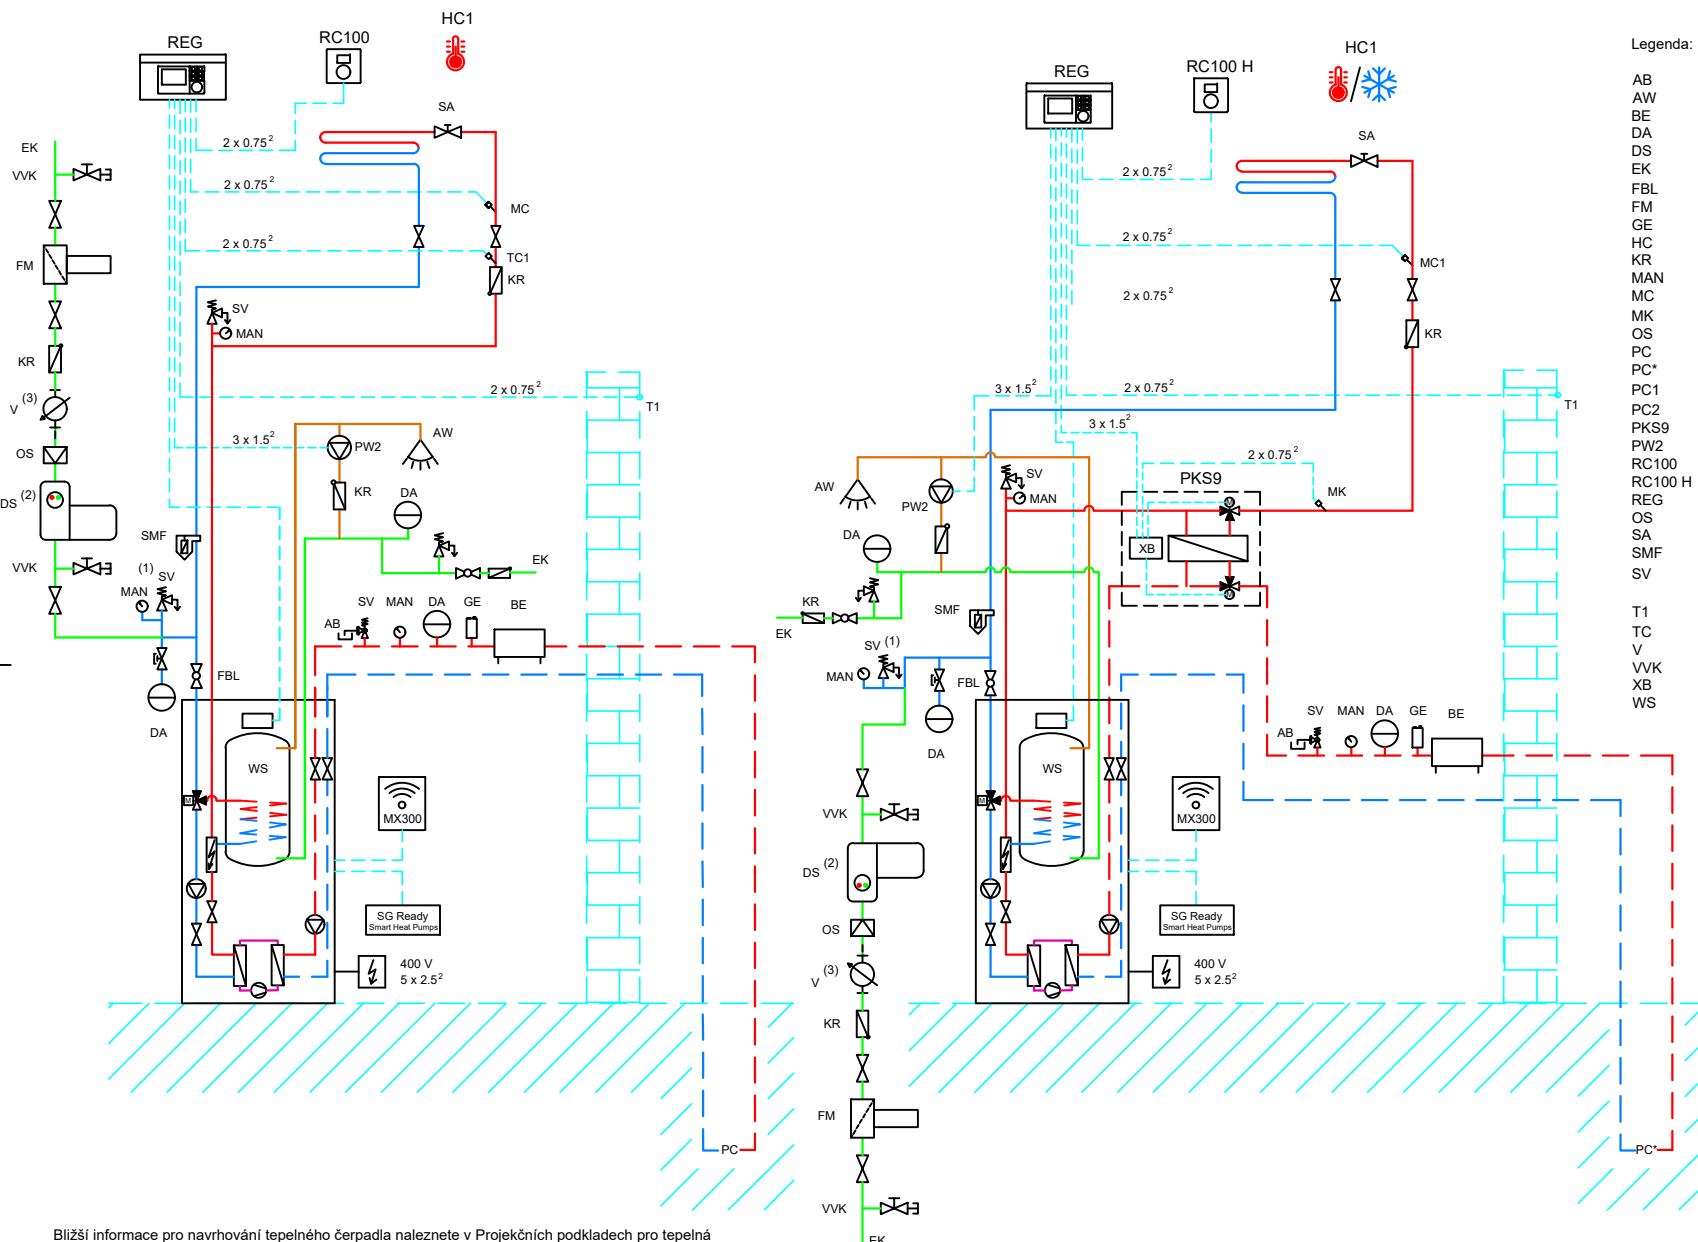 HC1
REG
RC100
SA
EK
2 x 0.75²
VVK
2 x 0.75²
MC
2 x 0.75²
TC1
FM
KR
SV
MAN
KR
2 x 0.75²
T1
V (3)
3 x 1.5²
PW2
AW
OS
KR
DA
DS (2)
SMF
VVK
(1)
SV
MAN
EK
SV
MAN
DA
GE
BE
AB
FBL
DA
WS
M
MX300
SG Ready
Smart Heat Pumps
400 V
5 x 2.5²
PC
HC1
REG
RC100 H
SA
2 x 0.75²
2 x 0.75²
MC1
2 x 0.75²
KR
3 x 1.5²
2 x 0.75²
T1
3 x 1.5²
2 x 0.75²
AW
SV
MAN
PKS9
MK
PW2
M
DA
XB
M
KR
SMF
EK
SV (1)
MAN
FBL
DA
SV
MAN
DA
GE
BE
AB
WS
M
VVK
MX300
DS (2)
SG Ready
Smart Heat Pumps
OS
V (3)
400 V
5 x 2.5²
KR
FM
PC*
VVK
EK
Legenda:
AB
AW
BE
DA
DS
EK
FBL
FM
GE
HC
KR
MAN
MC
MK
OS
PC
PC*
PC1
PC2
PKS9
PW2
RC100
RC100 H
REG
OS
SA
SMF
SV
T1
TC
V
VVK
XB
WS
Bližší informace pro navrhování tepelného čerpadla naleznete v Projekčních podkladech pro tepelná